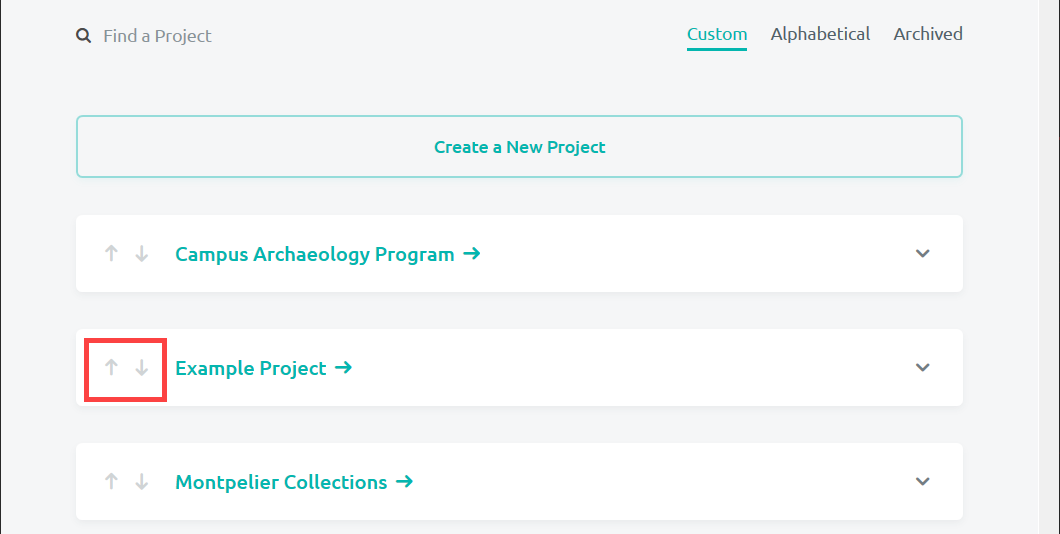 Find a Project
Custom Alphabetical Archived
Create a New Project
Campus Archaeology Program
Example Project
Montpelier Collections